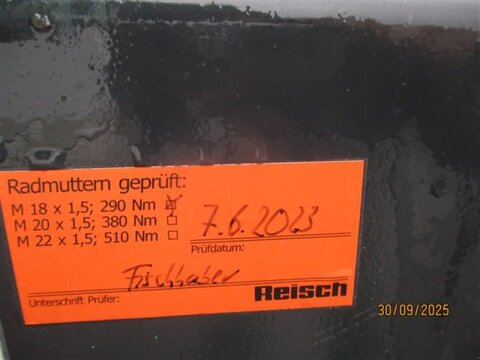 Radmuttern geprüft:
M 18 x 1,5; 290 Nm
M 20 x 1,5; 380 Nm
M 22 x 1,5; 510 Nm
7.6.2023
Prüfdatum:
Fischhaber
Unterschrift Prüfer:
Reisch
30/09/2025